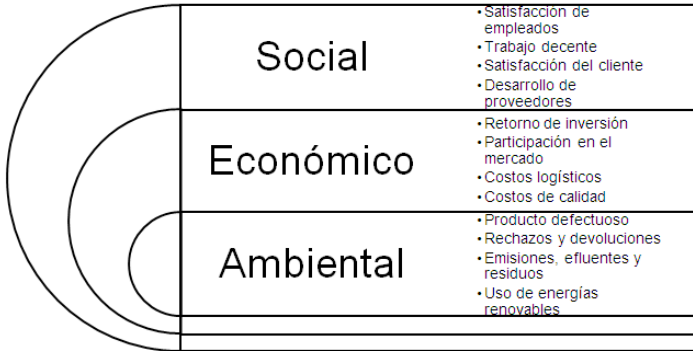 Social
• Satisfacción de
empleados
• Trabajo decente
• Satisfacción del cliente
• Desarrollo de
proveedores
Económico
• Retorno de inversión
• Participación en el
mercado
• Costos logísticos
• Costos de calidad
Ambiental
• Producto defectuoso
• Rechazos y devoluciones
• Emisiones, efluentes y
residuos
• Uso de energías
renovables